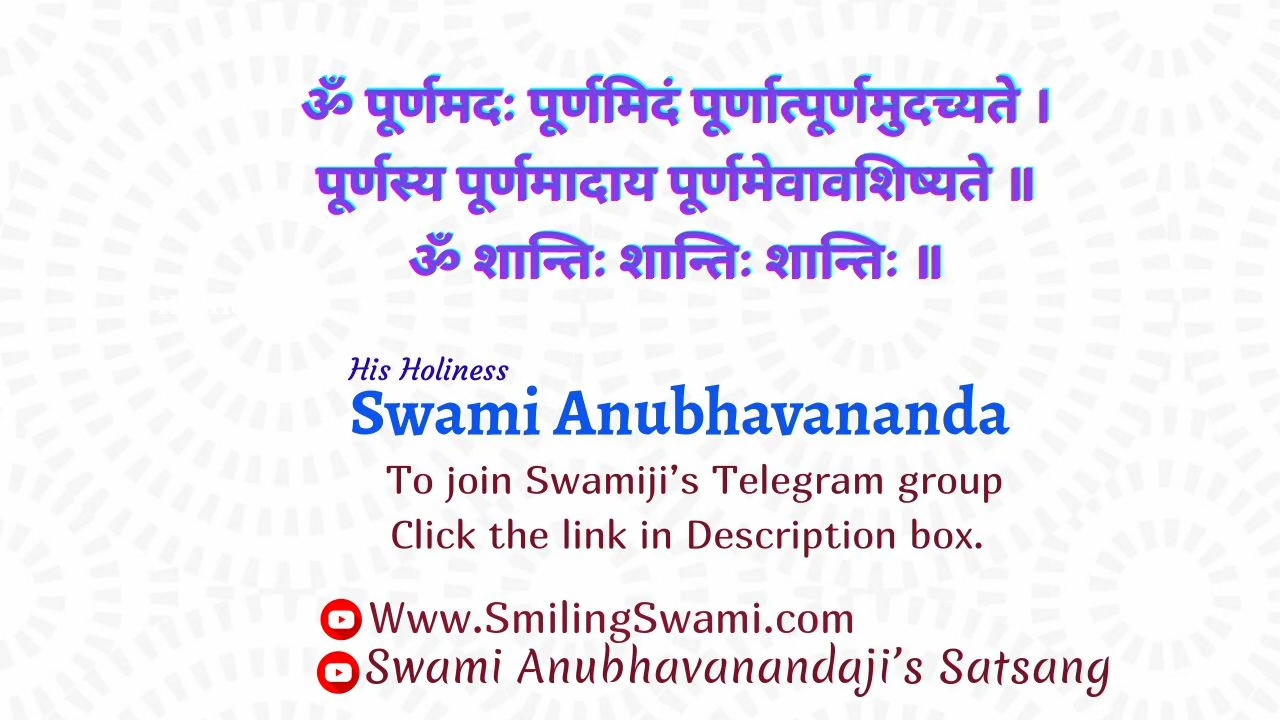 ॐ पूर्णमदः पूर्णमिदं पूर्णात्पूर्णमुदच्यते ।
पूर्णस्य पूर्णमादाय पूर्णमेवावशिष्यते ॥
ॐ शान्तिः शान्तिः शान्तिः ॥
His Holiness
Swami Anubhavananda
To join Swamiji's Telegram group
Click the link in Description box.
Www.SmilingSwami.com
Swami Anubhavanandaji's Satsang